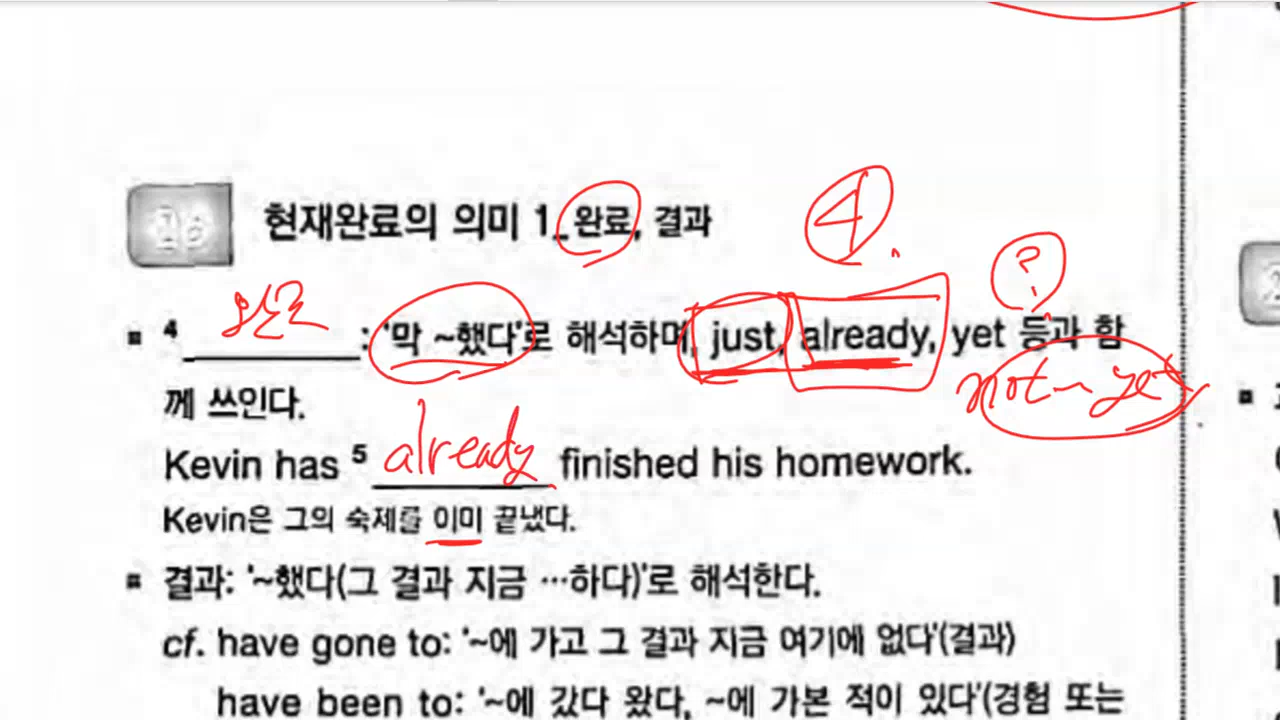 현재완료의 의미 1_완료, 결과
④
?
■ 4 완료 : '막 ~했다'로 해석하며, just, already, yet 등과 함
not ~ yet
께 쓰인다.
Kevin has 5 already finished his homework.
Kevin은 그의 숙제를 이미 끝냈다.
■ 결과: '~했다(그 결과 지금 …하다)'로 해석한다.
cf. have gone to: '~에 가고 그 결과 지금 여기에 없다'(결과)
have been to: '~에 갔다 왔다, ~에 가본 적이 있다'(경험 또는